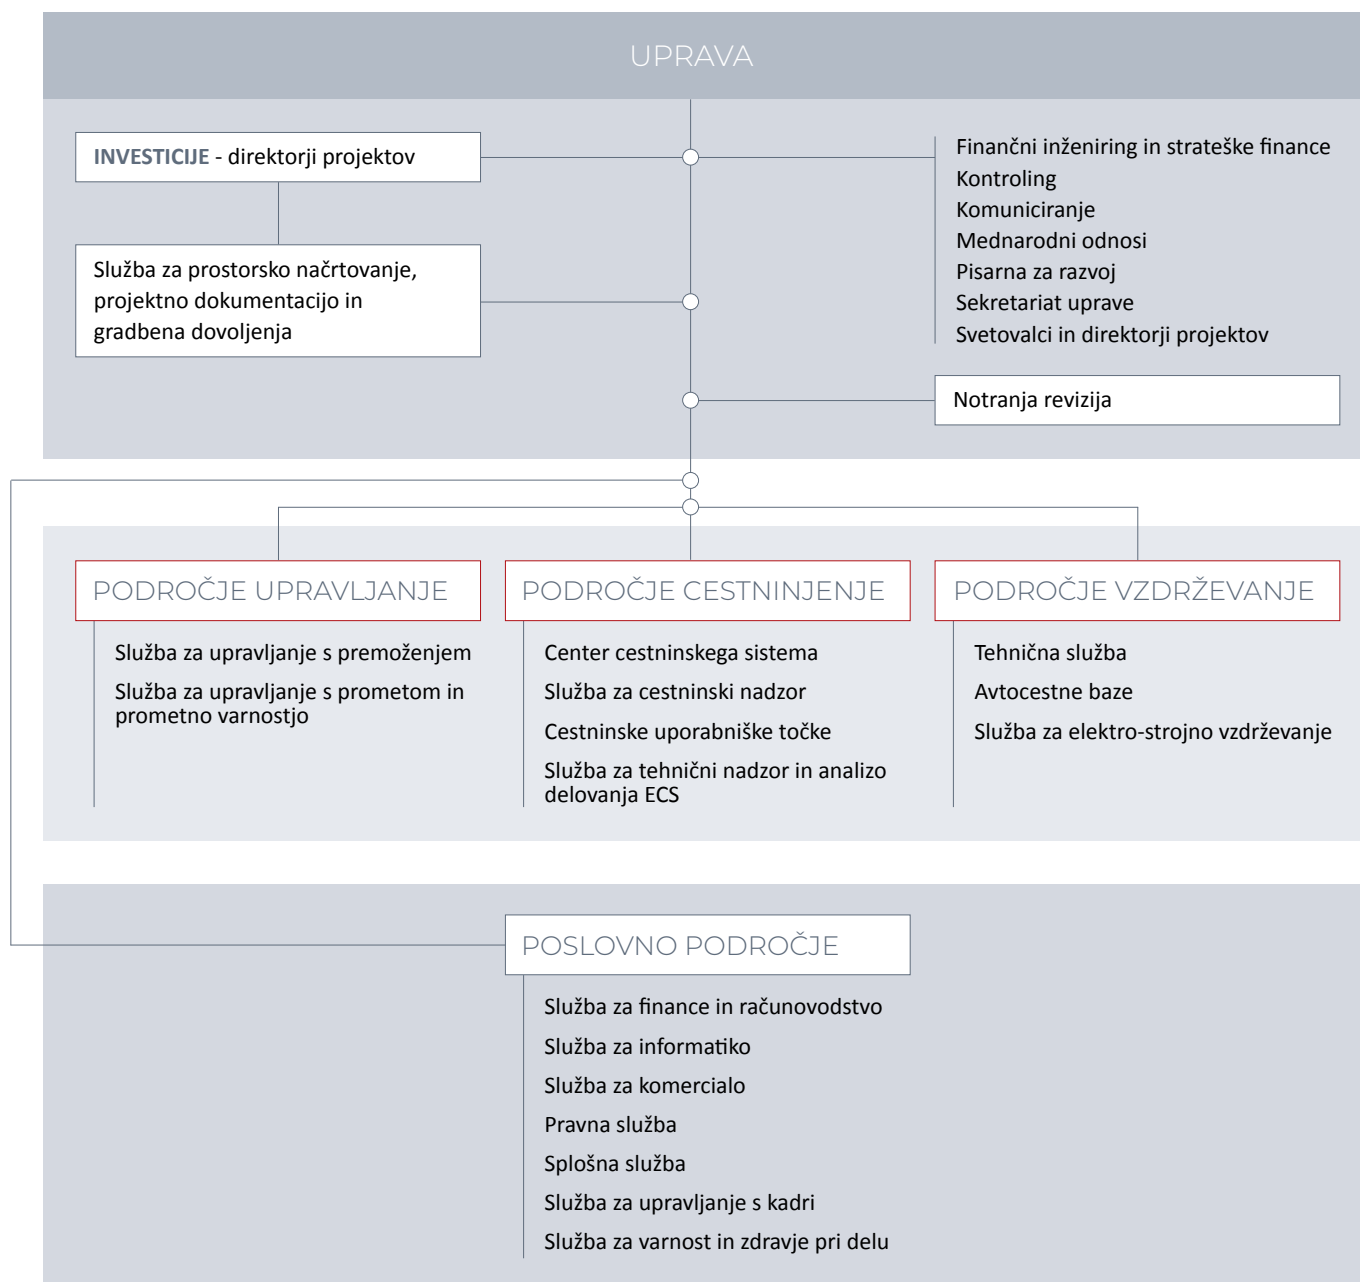 UPRAVA
INVESTICIJE - direktorji projektov
Služba za prostorsko načrtovanje,
projektno dokumentacijo in
gradbena dovoljenja
Finančni inženiring in strateške finance
Kontroling
Komuniciranje
Mednarodni odnosi
Pisarna za razvoj
Sekretariat uprave
Svetovalci in direktorji projektov
Notranja revizija
PODROČJE UPRAVLJANJE
Služba za upravljanje s premoženjem
Služba za upravljanje s prometom in
prometno varnostjo
PODROČJE CESTNINJENJE
Center cestninskega sistema
Služba za cestninski nadzor
Cestninske uporabniške točke
Služba za tehnični nadzor in analizo
delovanja ECS
PODROČJE VZDRŽEVANJE
Tehnična služba
Avtocestne baze
Služba za elektro-strojno vzdrževanje
POSLOVNO PODROČJE
Služba za finance in računovodstvo
Služba za informatiko
Služba za komercialo
Pravna služba
Splošna služba
Služba za upravljanje s kadri
Služba za varnost in zdravje pri delu